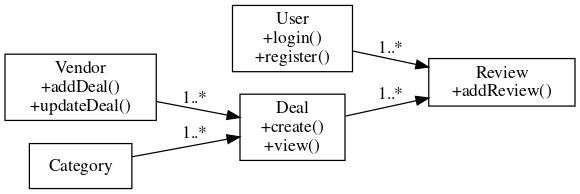 User
+login()
+register()
1..*
Vendor
+addDeal()
+updateDeal()
1..*
Review
+addReview()
1..*
Deal
+create()
+view()
1..*
Category